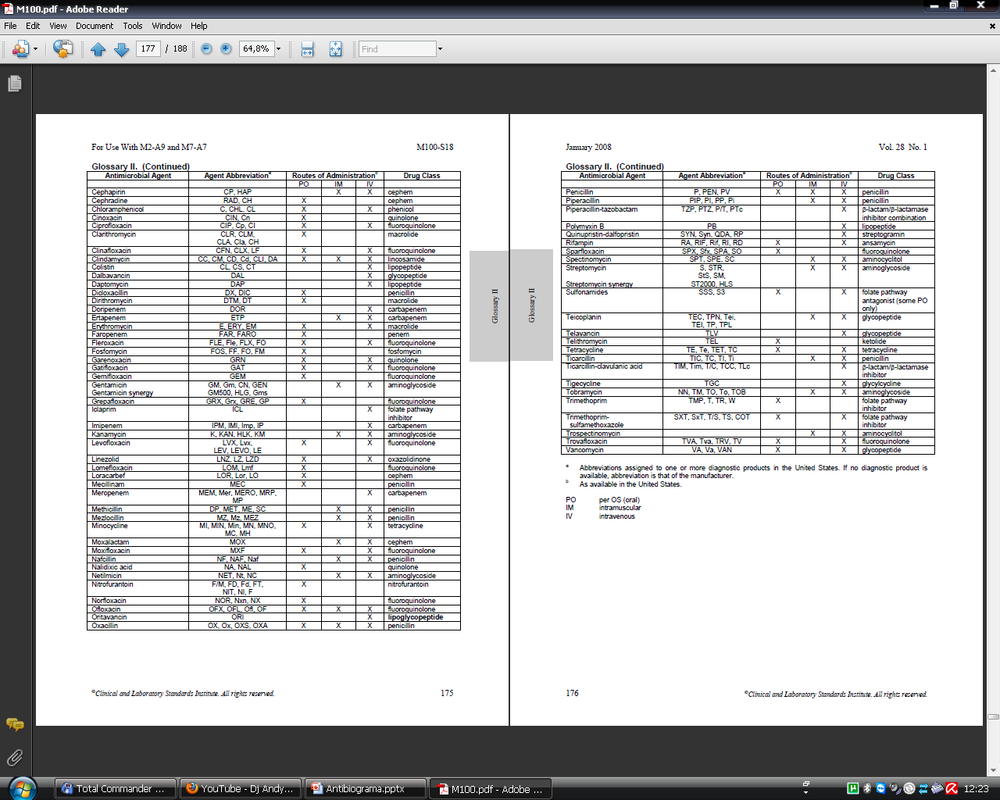 M100.pdf - Adobe Reader
File Edit View Document Tools Window Help
177 / 188 64,8% Find
For Use With M2-A9 and M7-A7 M100-S18
Glossary II. (Continued)
Antimicrobial Agent Agent Abbreviationa Routes of Administrationb Drug Class
PO IM IV
Cephapirin CP, HAP X X cephem
Cephradine RAD, CH X cephem
Chloramphenicol C, CHL, CL X X phenicol
Cinoxacin CIN, Cn X quinolone
Ciprofloxacin CIP, Cp, CI X X fluoroquinolone
Clarithromycin CLR, CLM, X macrolide
CLA, Cla, CH
Clinafloxacin CFN, CLX, LF X X fluoroquinolone
Clindamycin CC, CM, CD, Cd, CLI, DA X X X lincosamide
Colistin CL, CS, CT X lipopeptide
Dalbavancin DAL X glycopeptide
Daptomycin DAP X lipopeptide
Dicloxacillin DX, DIC X penicillin
Dirithromycin DTM, DT X macrolide
Doripenem DOR X carbapenem
Ertapenem ETP X X carbapenem
Erythromycin E, ERY, EM X X macrolide
Faropenem FAR, FARO X penem
Fleroxacin FLE, Fle, FLX, FO X X fluoroquinolone
Fosfomycin FOS, FF, FO, FM X fosfomycin
Garenoxacin GRN X X quinolone
Gatifloxacin GAT X X fluoroquinolone
Gemifloxacin GEM X fluoroquinolone
Gentamicin GM, Gm, CN, GEN X X aminoglycoside
Gentamicin synergy GM500, HLG, Gms
Grepafloxacin GRX, Grx, GRE, GP X fluoroquinolone
Iclaprim ICL X folate pathway
inhibitor
Imipenem IPM, IMI, Imp, IP X carbapenem
Kanamycin K, KAN, HLK, KM X X aminoglycoside
Levofloxacin LVX, Lvx, X X fluoroquinolone
LEV, LEVO, LE
Linezolid LNZ, LZ, LZD X X oxazolidinone
Lomefloxacin LOM, Lmf X fluoroquinolone
Loracarbef LOR, Lor, LO X cephem
Mecillinam MEC X penicillin
Meropenem MEM, Mer, MERO, MRP, X carbapenem
MP
Methicillin DP, MET, ME, SC X X penicillin
Mezlocillin MZ, Mz, MEZ X X penicillin
Minocycline MI, MIN, Min, MN, MNO, X X tetracycline
MC, MH
Moxalactam MOX X X cephem
Moxifloxacin MXF X X fluoroquinolone
Nafcillin NF, NAF, Naf X X penicillin
Nalidixic acid NA, NAL X quinolone
Netilmicin NET, Nt, NC X X aminoglycoside
Nitrofurantoin F/M, FD, Fd, FT, X nitrofurantoin
NIT, NI, F
Norfloxacin NOR, Nxn, NX X fluoroquinolone
Ofloxacin OFX, OFL, Ofl, OF X X X fluoroquinolone
Oritavancin ORI X lipoglycopeptide
Oxacillin OX, Ox, OXS, OXA X X X penicillin
Glossary II
©Clinical and Laboratory Standards Institute. All rights reserved. 175
January 2008 Vol. 28 No. 1
Glossary II. (Continued)
Antimicrobial Agent Agent Abbreviationa Routes of Administrationb Drug Class
PO IM IV
Penicillin P, PEN, PV X X X penicillin
Piperacillin PIP, PI, PP, Pi X X penicillin
Piperacillin-tazobactam TZP, PTZ, P/T, PTc X β-lactam/β-lactamase
inhibitor combination
Polymyxin B PB X lipopeptide
Quinupristin-dalfopristin SYN, Syn, QDA, RP X streptogramin
Rifampin RA, RIF, Rif, RI, RD X X ansamycin
Sparfloxacin SPX, Sfx, SPA, SO X fluoroquinolone
Spectinomycin SPT, SPE, SC X X aminocyclitol
Streptomycin S, STR, X X aminoglycoside
StS, SM,
Streptomycin synergy ST2000, HLS
Sulfonamides SSS, S3 X X folate pathway
antagonist (some PO
only)
Teicoplanin TEC, TPN, Tei, X X glycopeptide
TEI, TP, TPL
Telavancin TLV X glycopeptide
Telithromycin TEL X ketolide
Tetracycline TE, Te, TET, TC X X tetracycline
Ticarcillin TIC, TC, TI, Ti X X penicillin
Ticarcillin-clavulanic acid TIM, Tim, T/C, TCC, TLc X β-lactam/β-lactamase
inhibitor
Tigecycline TGC X glycylcycline
Tobramycin NN, TM, TO, To, TOB X X aminoglycoside
Trimethoprim TMP, T, TR, W X folate pathway
inhibitor
Trimethoprim- SXT, SxT, T/S, TS, COT X X folate pathway
sulfamethoxazole inhibitor
Trospectinomycin X X aminocyclitol
Trovafloxacin TVA, Tva, TRV, TV X X fluoroquinolone
Vancomycin VA, Va, VAN X X glycopeptide
a Abbreviations assigned to one or more diagnostic products in the United States. If no diagnostic product is
available, abbreviation is that of the manufacturer.
b As available in the United States.
PO per OS (oral)
IM intramuscular
IV intravenous
Glossary II
176 ©Clinical and Laboratory Standards Institute. All rights reserved.
Total Commander ... YouTube - Dj Andy... Antibiograma.pptx M100.pdf - Adobe ... 12:23